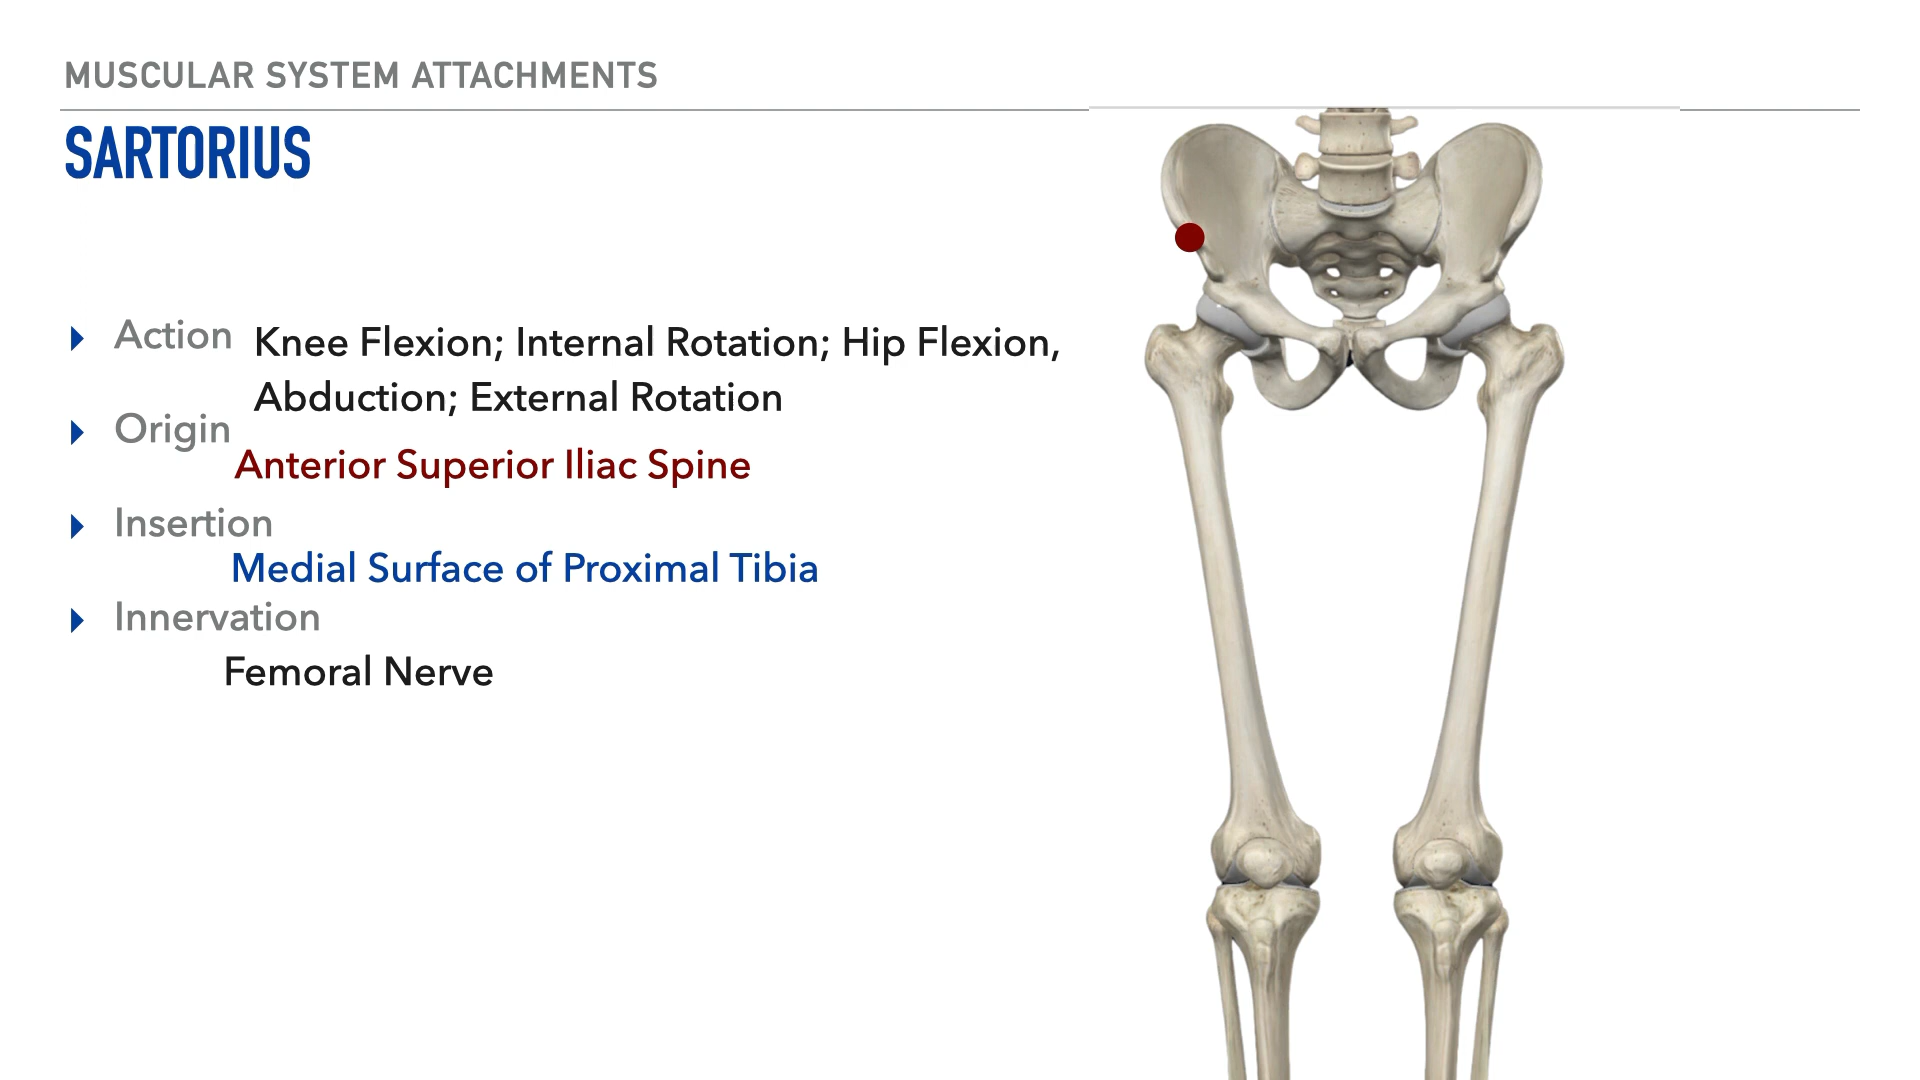 MUSCULAR SYSTEM ATTACHMENTS
SARTORIUS
Action Knee Flexion; Internal Rotation; Hip Flexion,
Abduction; External Rotation
Origin
Anterior Superior Iliac Spine
Insertion
Medial Surface of Proximal Tibia
Innervation
Femoral Nerve